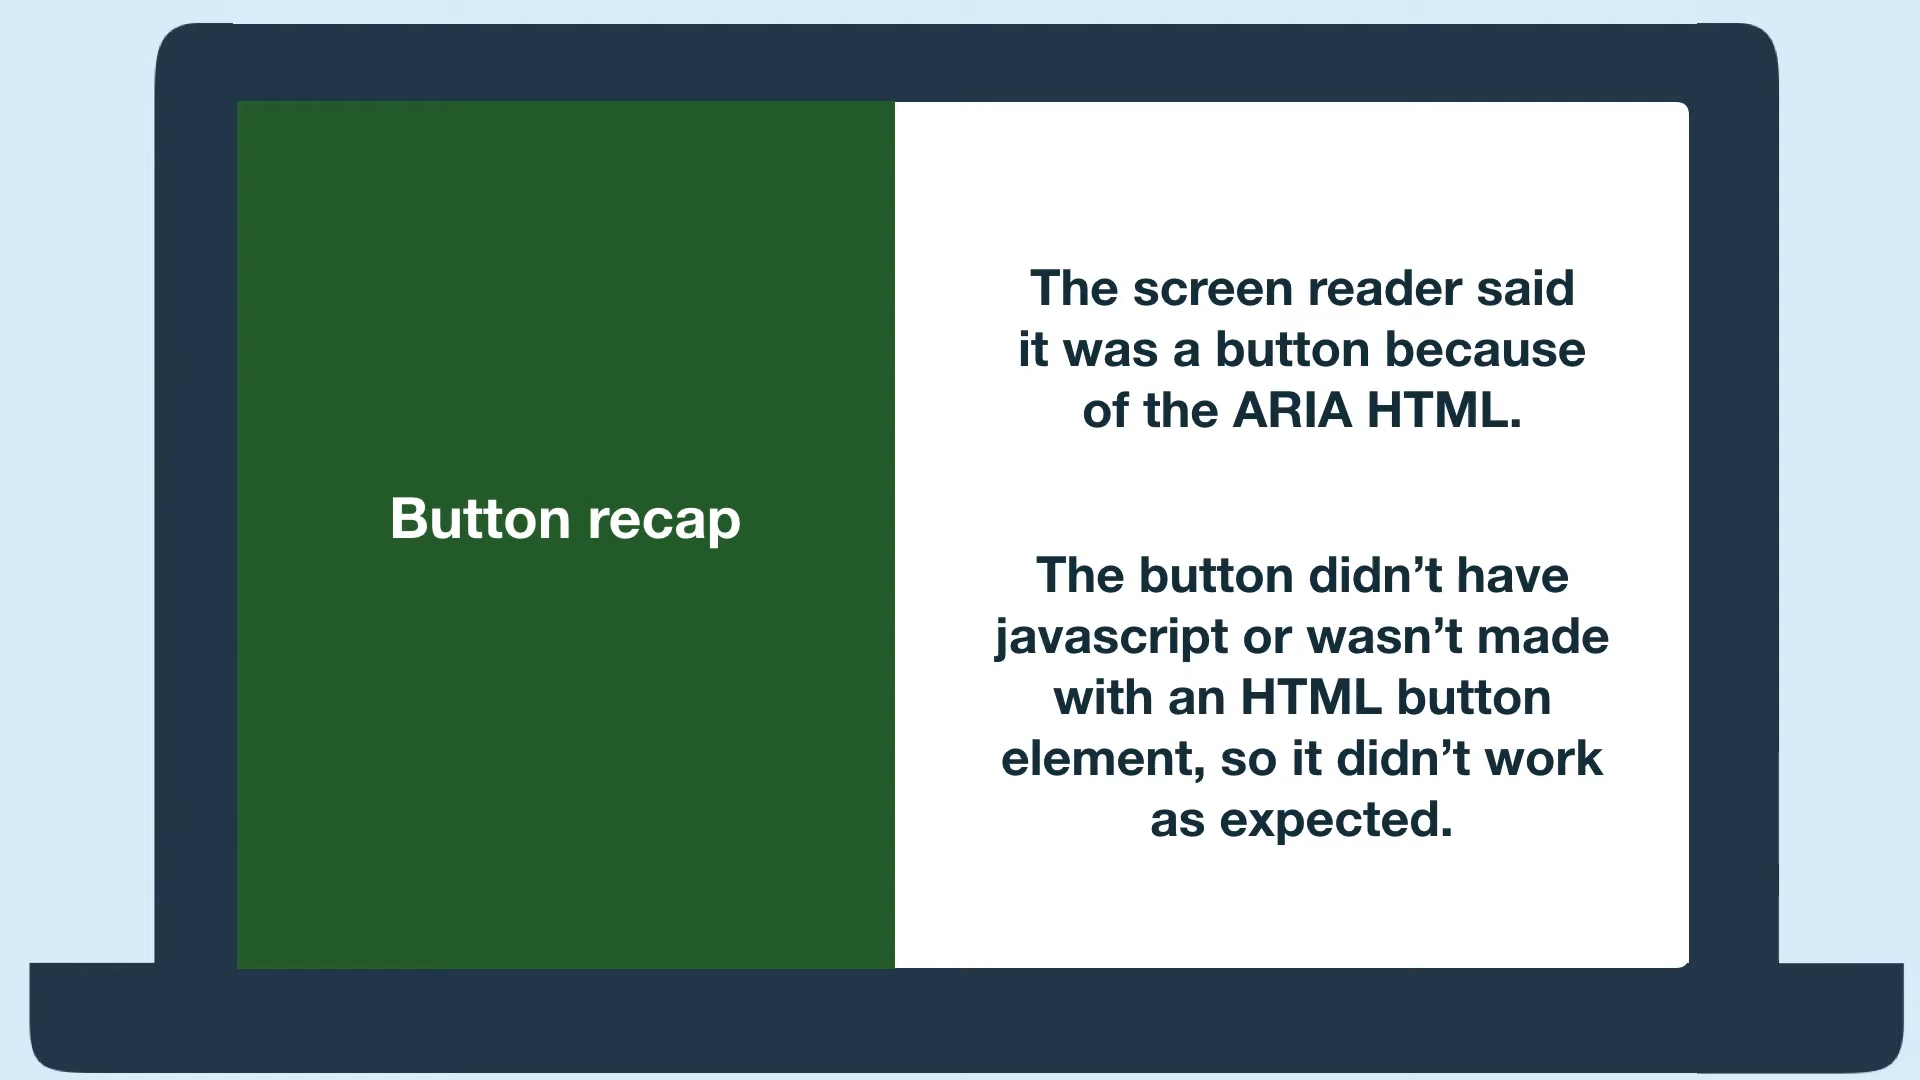 Button recap
The screen reader said
it was a button because
of the ARIA HTML.
The button didn’t have
javascript or wasn’t made
with an HTML button
element, so it didn’t work
as expected.